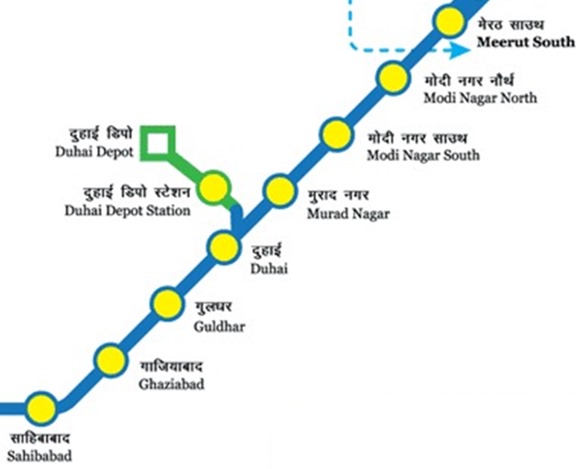 मेरठ साउथ
Meerut South
मोदी नगर नौर्थ
Modi Nagar North
दुहाई डिपो
Duhai Depot
मोदी नगर साउथ
Modi Nagar South
दुहाई डिपो स्टेशन
Duhai Depot Station
मुराद नगर
Murad Nagar
दुहाई
Duhai
गुलधर
Guldhar
गाजियाबाद
Ghaziabad
साहिबाबाद
Sahibabad